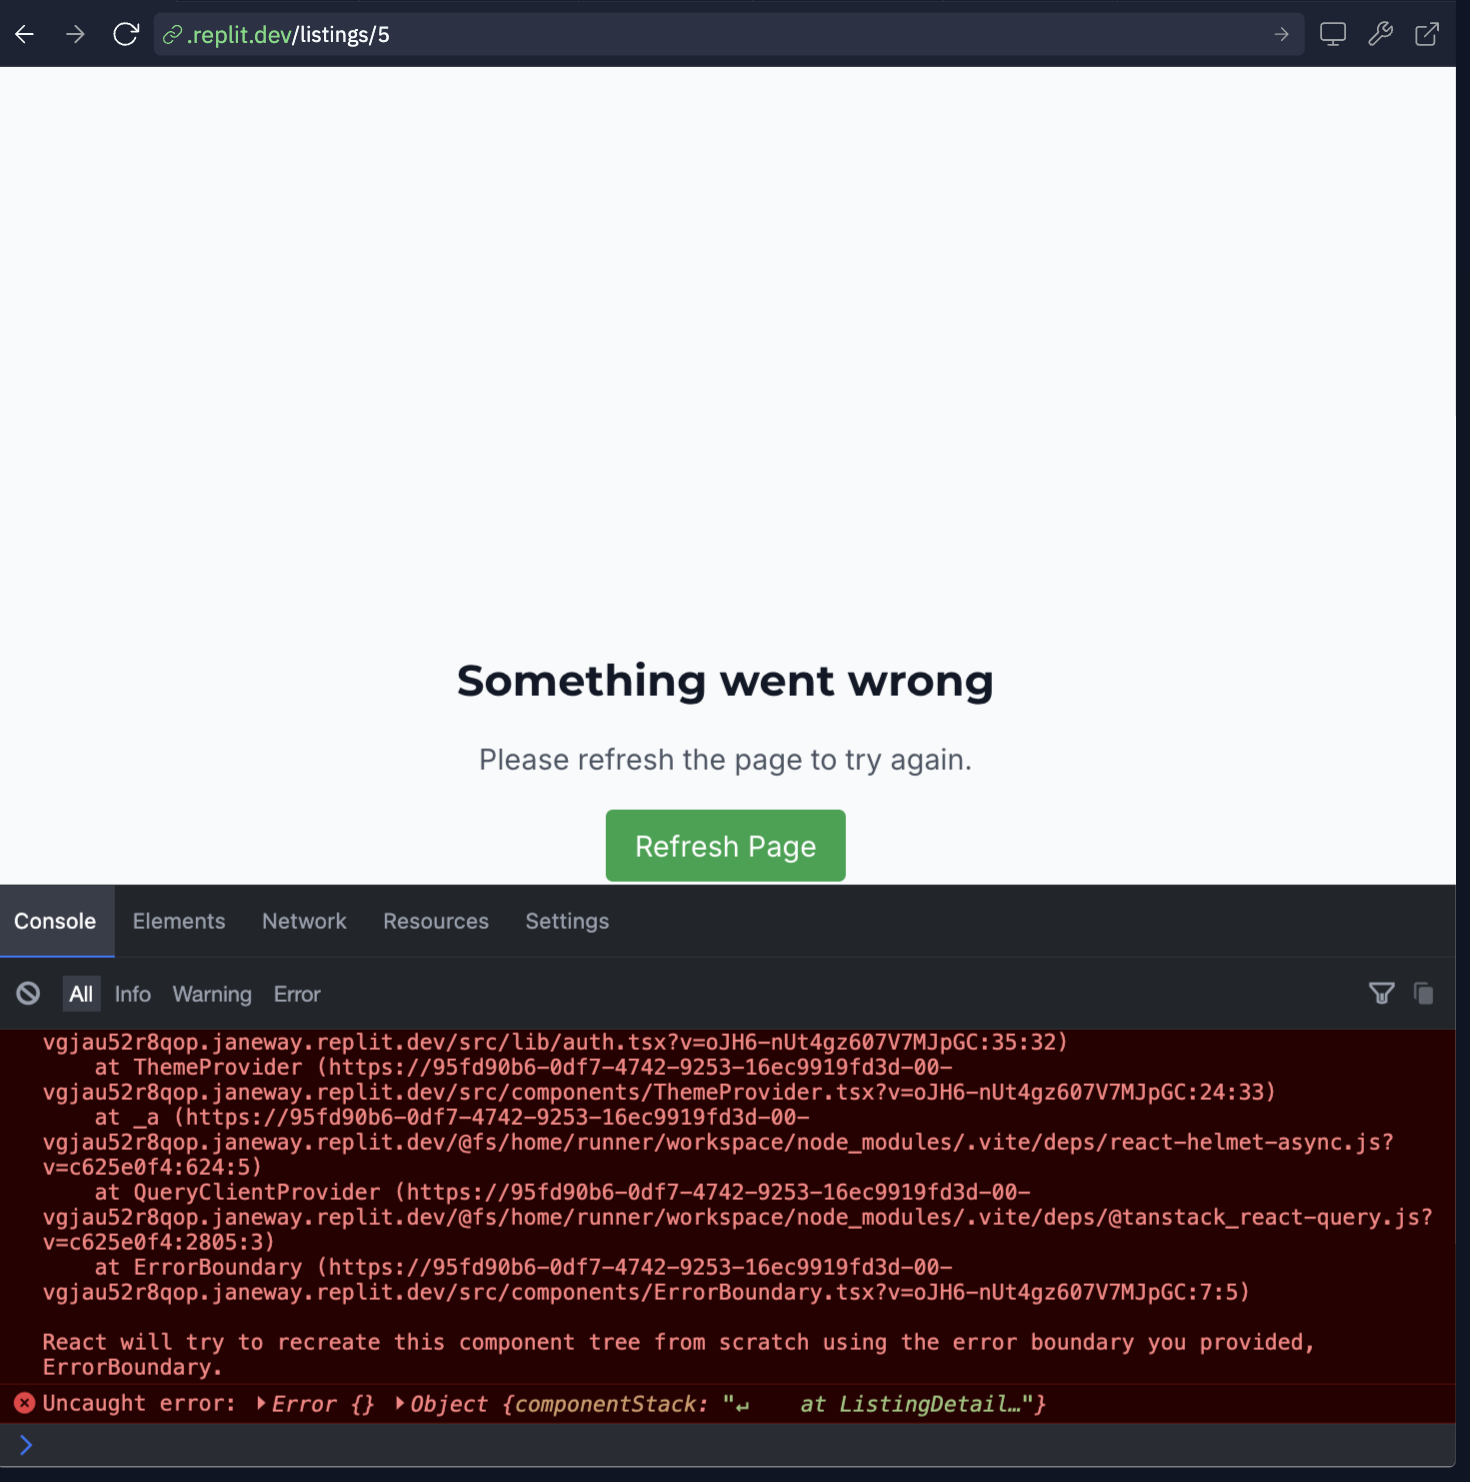 .replit.dev/listings/5
Something went wrong
Please refresh the page to try again.
Refresh Page
Console Elements Network Resources Settings
All Info Warning Error
vgjau52r8qop.janeway.replit.dev/src/lib/auth.tsx?v=oJH6-nUt4gz607V7MJpGC:35:32)
at ThemeProvider (https://95fd90b6-0df7-4742-9253-16ec9919fd3d-00-
vgjau52r8qop.janeway.replit.dev/src/components/ThemeProvider.tsx?v=oJH6-nUt4gz607V7MJpGC:24:33)
at _a (https://95fd90b6-0df7-4742-9253-16ec9919fd3d-00-
vgjau52r8qop.janeway.replit.dev/@fs/home/runner/workspace/node_modules/.vite/deps/react-helmet-async.js?
v=c625e0f4:624:5)
at QueryClientProvider (https://95fd90b6-0df7-4742-9253-16ec9919fd3d-00-
vgjau52r8qop.janeway.replit.dev/@fs/home/runner/workspace/node_modules/.vite/deps/@tanstack_react-query.js?
v=c625e0f4:2805:3)
at ErrorBoundary (https://95fd90b6-0df7-4742-9253-16ec9919fd3d-00-
vgjau52r8qop.janeway.replit.dev/src/components/ErrorBoundary.tsx?v=oJH6-nUt4gz607V7MJpGC:7:5)
React will try to recreate this component tree from scratch using the error boundary you provided,
ErrorBoundary.
Uncaught error: ▶Error {} ▶Object {componentStack: "↵    at ListingDetail…"}